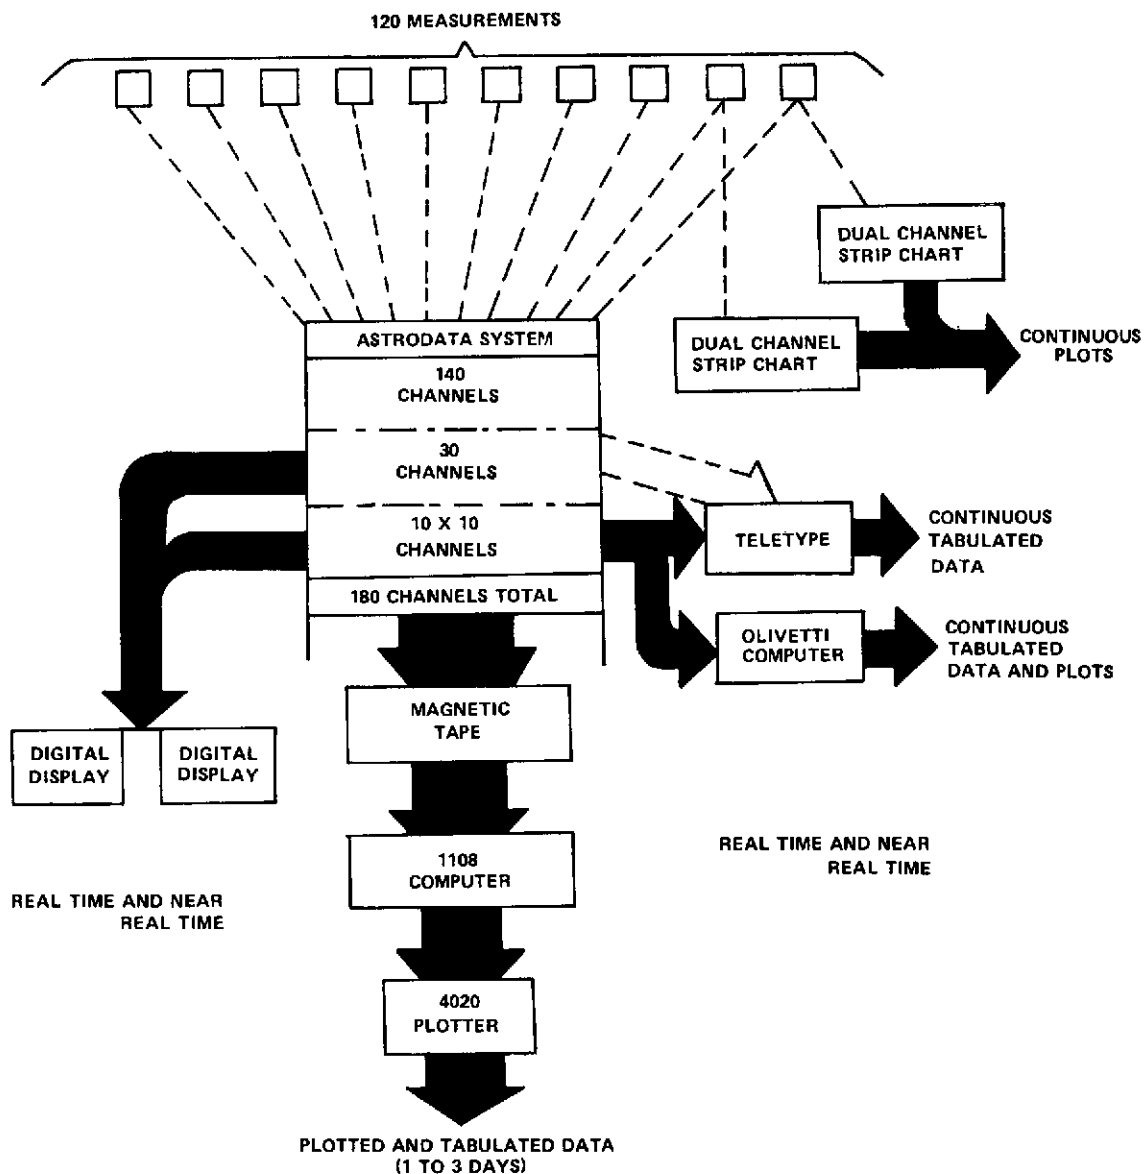 120 MEASUREMENTS
DUAL CHANNEL
STRIP CHART
ASTRODATA SYSTEM
DUAL CHANNEL
STRIP CHART
CONTINUOUS
PLOTS
140
CHANNELS
30
CHANNELS
10 X 10
CHANNELS
180 CHANNELS TOTAL
TELETYPE
CONTINUOUS
TABULATED
DATA
OLIVETTI
COMPUTER
CONTINUOUS
TABULATED
DATA AND PLOTS
MAGNETIC
TAPE
DIGITAL
DISPLAY
DIGITAL
DISPLAY
1108
COMPUTER
REAL TIME AND NEAR
REAL TIME
REAL TIME AND NEAR
REAL TIME
4020
PLOTTER
PLOTTED AND TABULATED DATA
(1 TO 3 DAYS)